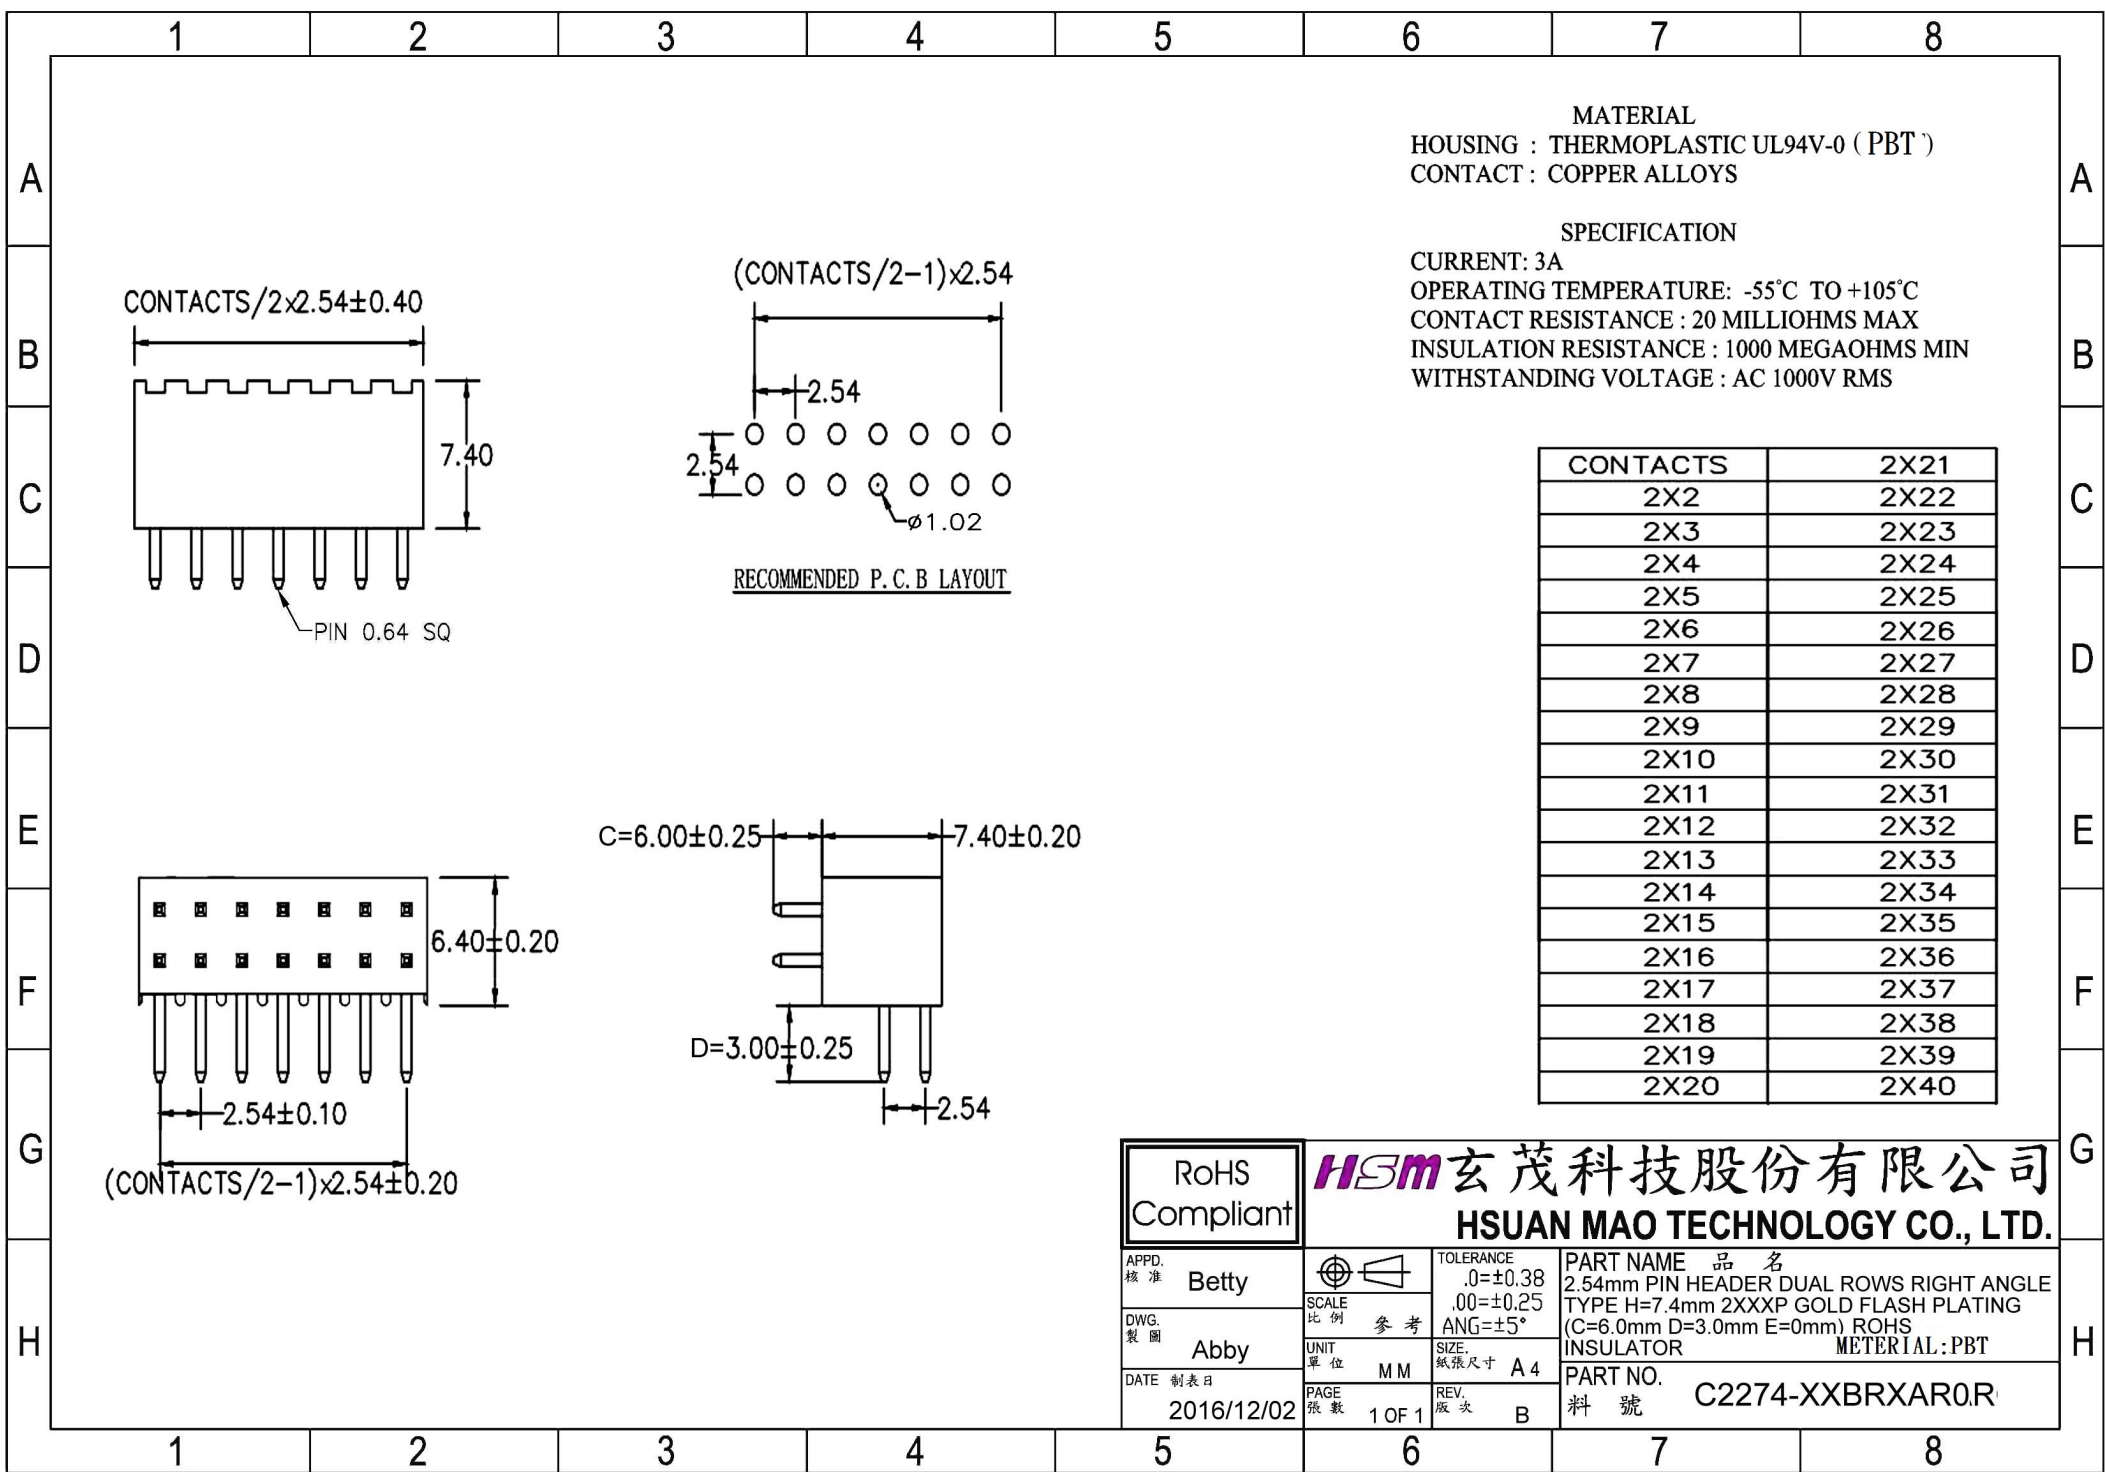 1 2 3 4 5 6 7 8
A A
B B
C C
D D
E E
F F
G G
H H
MATERIAL
HOUSING : THERMOPLASTIC UL94V-0 ( PBT )
CONTACT : COPPER ALLOYS
SPECIFICATION
CURRENT: 3A
OPERATING TEMPERATURE: -55°C TO +105°C
CONTACT RESISTANCE : 20 MILLIOHMS MAX
INSULATION RESISTANCE : 1000 MEGAOHMS MIN
WITHSTANDING VOLTAGE : AC 1000V RMS
CONTACTS/2x2.54±0.40
7.40
PIN 0.64 SQ
(CONTACTS/2-1)x2.54
2.54
2.54
ø1.02
RECOMMENDED P.C.B LAYOUT
6.40±0.20
2.54±0.10
(CONTACTS/2-1)x2.54±0.20
C=6.00±0.25
7.40±0.20
D=3.00±0.25
2.54
CONTACTS 2X21
2X2 2X22
2X3 2X23
2X4 2X24
2X5 2X25
2X6 2X26
2X7 2X27
2X8 2X28
2X9 2X29
2X10 2X30
2X11 2X31
2X12 2X32
2X13 2X33
2X14 2X34
2X15 2X35
2X16 2X36
2X17 2X37
2X18 2X38
2X19 2X39
2X20 2X40
RoHS
Compliant
HSM 玄茂科技股份有限公司
HSUAN MAO TECHNOLOGY CO., LTD.
APPD.
核 准 Betty
DWG.
製 圖 Abby
DATE 制表日
2016/12/02
SCALE
比 例 參 考
UNIT
單 位 MM
PAGE
張 數 1 OF 1
TOLERANCE
.0=±0.38
.00=±0.25
ANG=±5°
SIZE.
紙張尺寸 A4
REV.
版 次 B
PART NAME 品 名
2.54mm PIN HEADER DUAL ROWS RIGHT ANGLE
TYPE H=7.4mm 2XXXP GOLD FLASH PLATING
(C=6.0mm D=3.0mm E=0mm) ROHS
INSULATOR METERIAL:PBT
PART NO.
料 號 C2274-XXBRXAR0.R
1 2 3 4 5 6 7 8